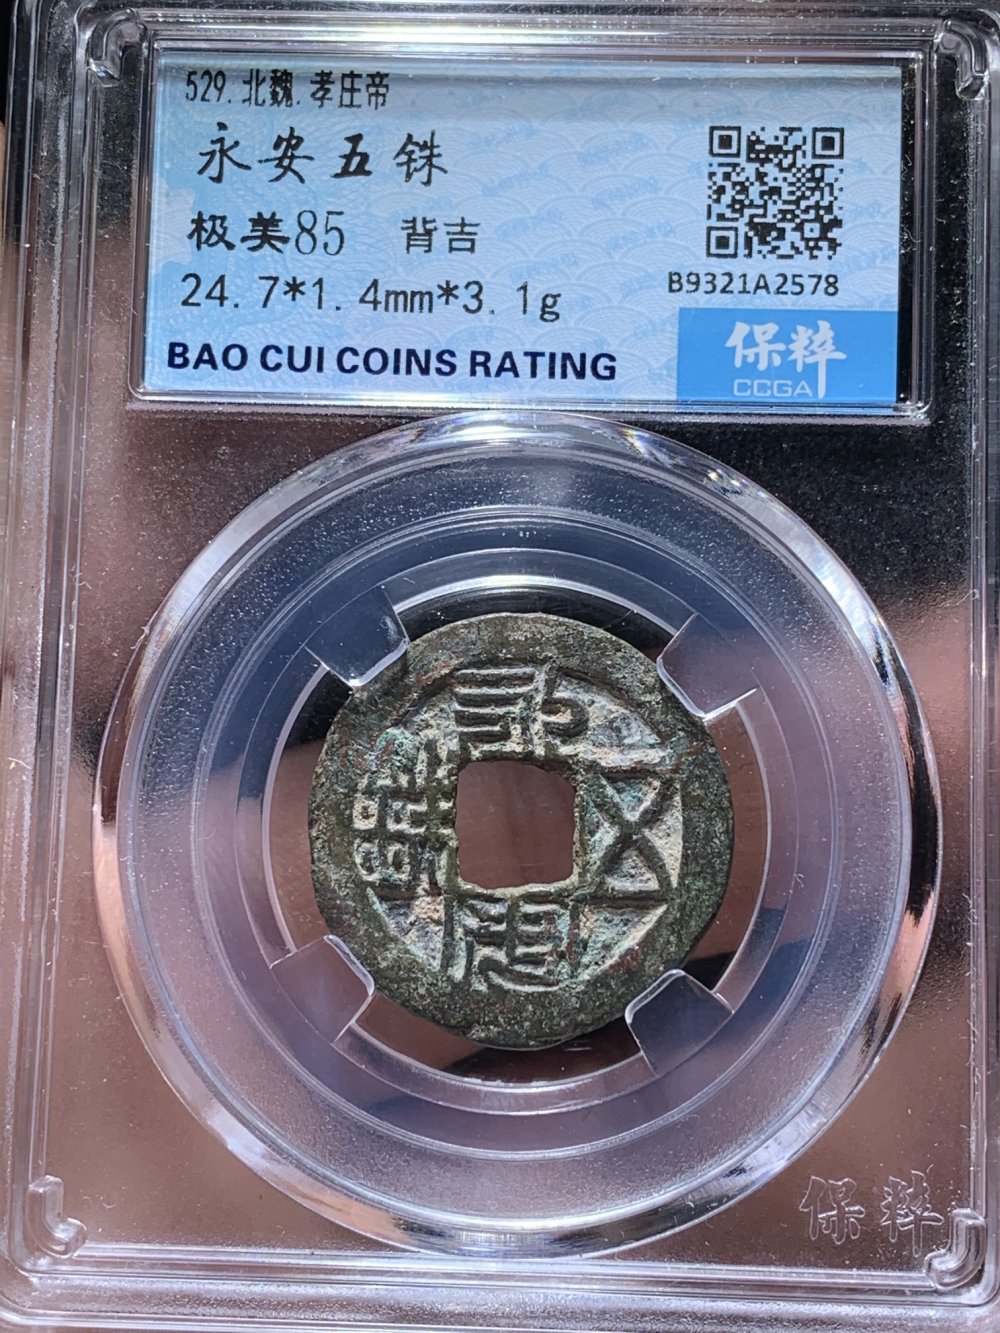 529.北魏.孝庄帝
永安五铢
极美85 背吉
24.7*1.4mm*3.1g
B9321A2578
BAO CUI COINS RATING
保粹
CCGA
永
五
安
銖
保粹